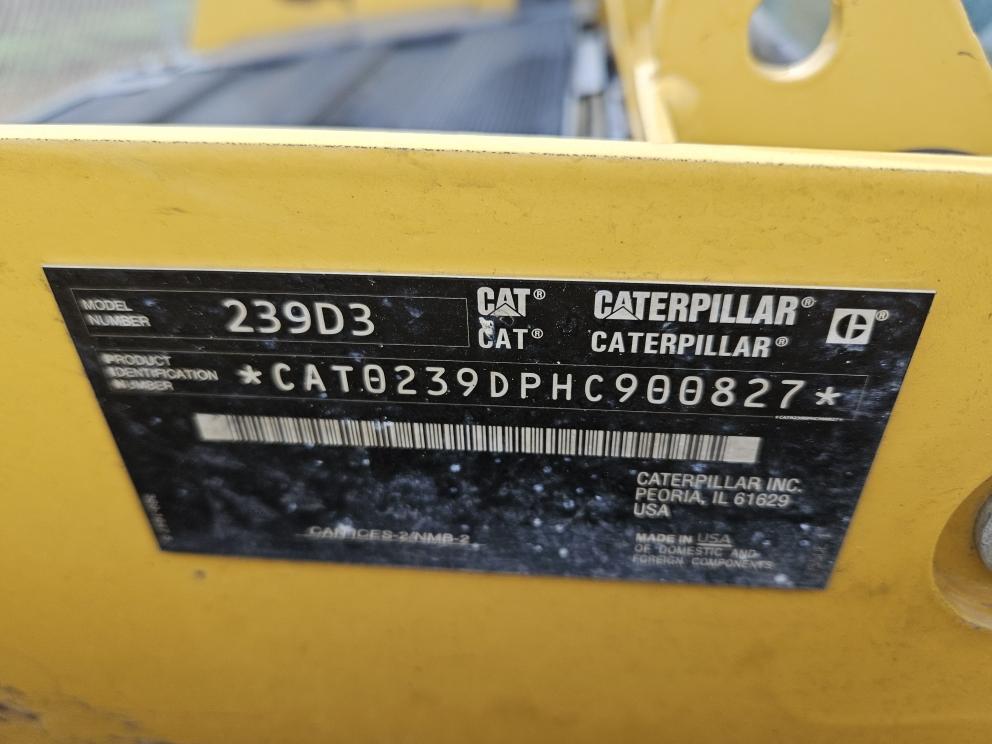 MODEL
NUMBER
239D3
CAT®
CAT®
CATERPILLAR®
CATERPILLAR®
C®
PRODUCT
IDENTIFICATION
NUMBER
*CAT0239DPHC900827*
CATERPILLAR INC.
PEORIA, IL 61629
USA
CAN ICES-2/NMB-2
MADE IN USA
OF DOMESTIC AND
FOREIGN COMPONENTS